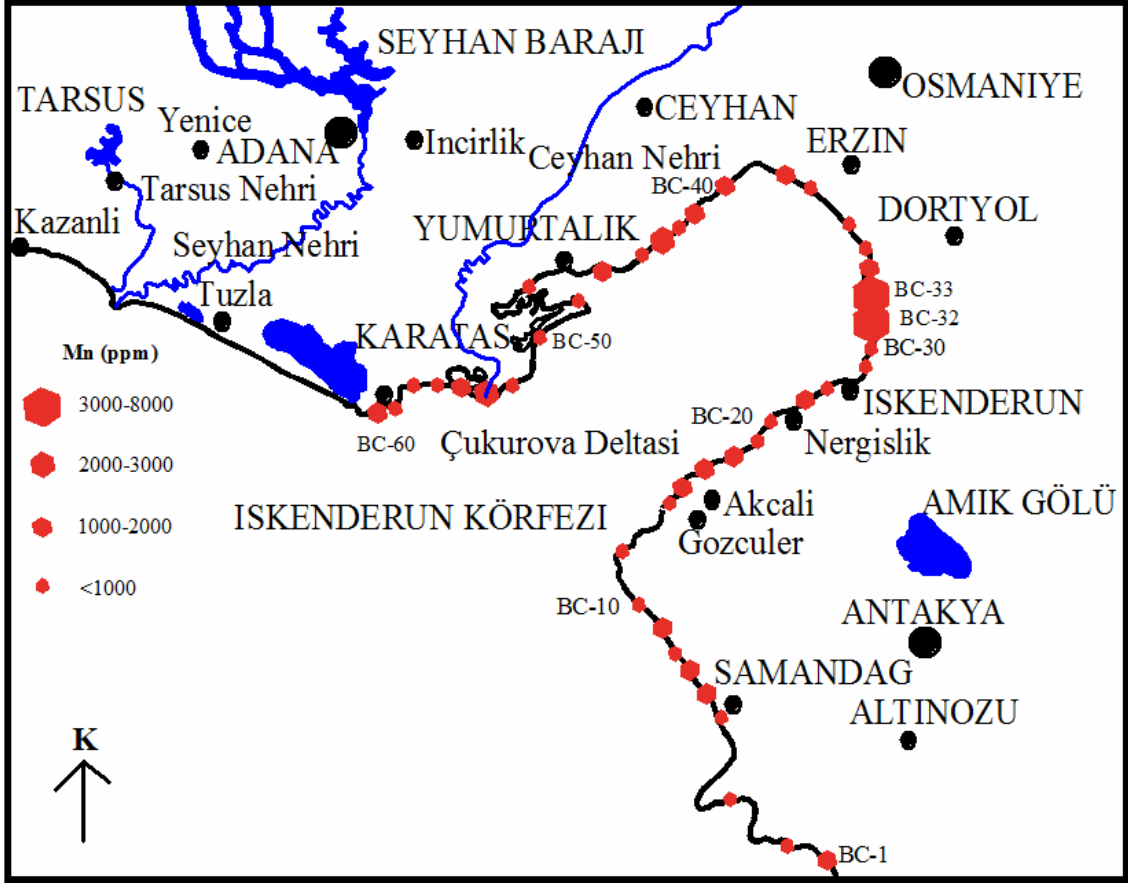 SEYHAN BARAJI
OSMANIYE
TARSUS
CEYHAN
Yenice
ADANA
Incirlik
ERZIN
Ceyhan Nehri
Tarsus Nehri
BC-40
DORTYOL
Kazanli
YUMURTALIK
Seyhan Nehri
Tuzla
BC-33
BC-32
KARATAS
BC-50
BC-30
Mn (ppm)
3000-8000
2000-3000
1000-2000
<1000
ISKENDERUN
BC-20
BC-60
Çukurova Deltasi
Nergislik
Akcali
AMIK GÖLÜ
ISKENDERUN KÖRFEZI
Gozculer
BC-10
ANTAKYA
SAMANDAG
ALTINOZU
K
BC-1